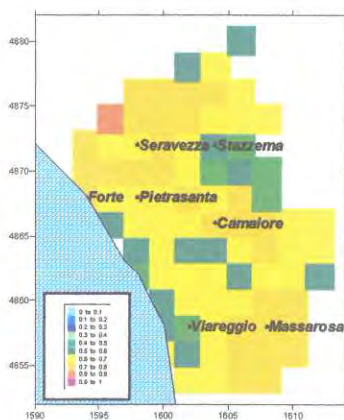 4880
4875
•Seravezza •Stazzema
4870
Forte •Pietrasanta
•Camaiore
4865
4860
•Viareggio •Massarosa
4855
0 to 0.1
0.1 to 0.2
0.2 to 0.3
0.3 to 0.4
0.4 to 0.5
0.5 to 0.6
0.6 to 0.7
0.7 to 0.8
0.8 to 0.9
0.9 to 1
1590 1595 1600 1605 1610